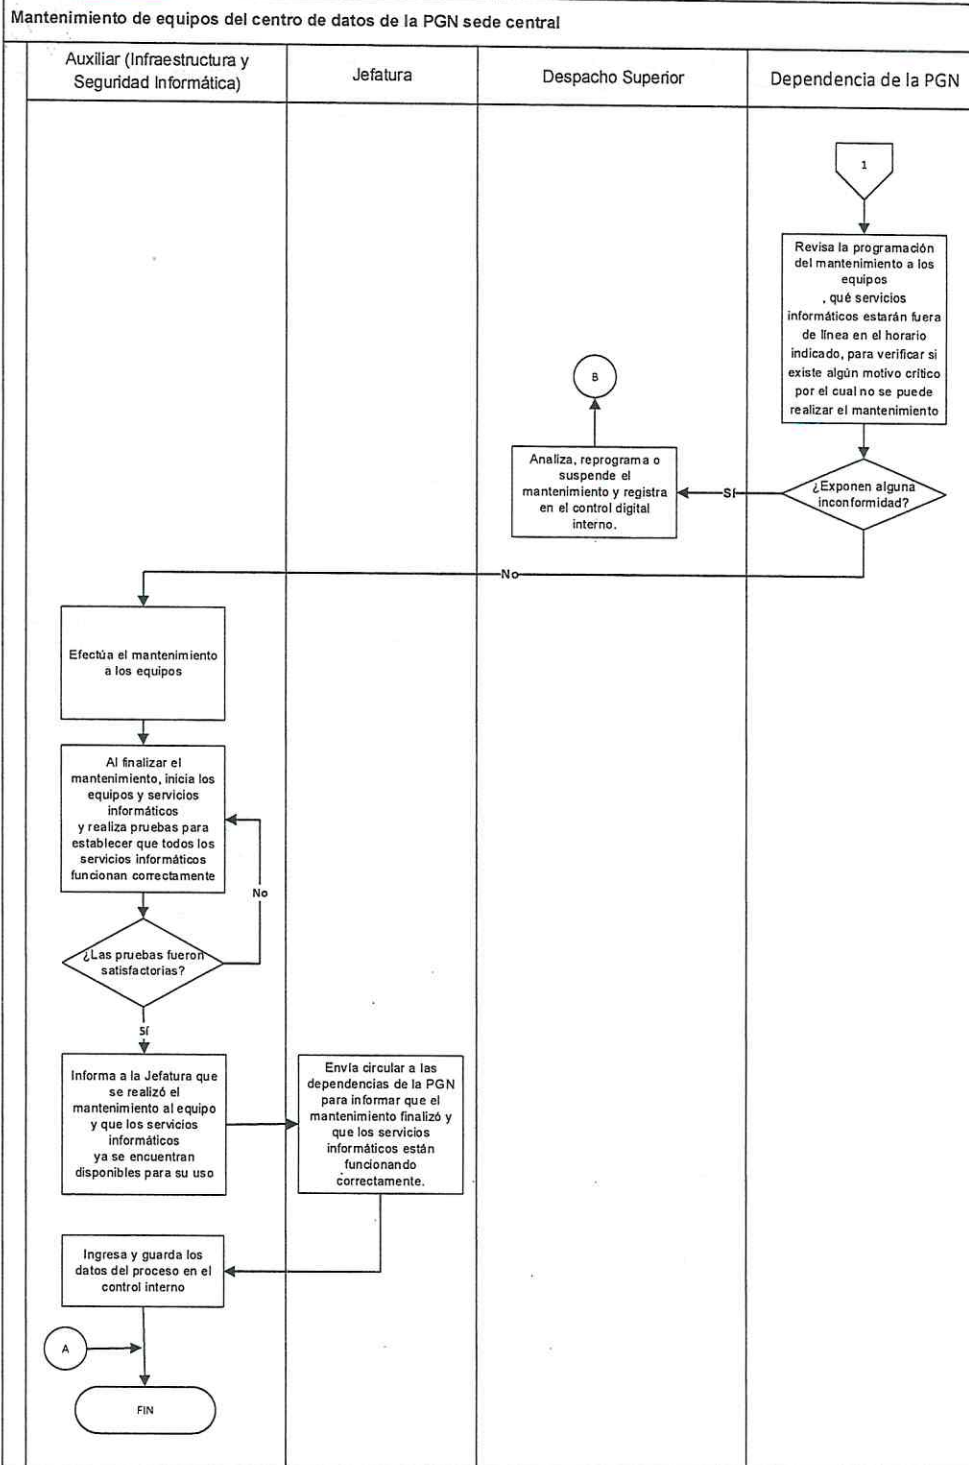 Mantenimiento de equipos del centro de datos de la PGN sede central
Auxiliar (Infraestructura y
Seguridad Informática)
Jefatura
Despacho Superior
Dependencia de la PGN
1
Revisa la programación
del mantenimiento a los
equipos
, qué servicios
informáticos estarán fuera
de línea en el horario
indicado, para verificar si
existe algún motivo crítico
por el cual no se puede
realizar el mantenimiento
B
Analiza, reprograma o
suspende el
mantenimiento y registra
en el control digital
interno.
Sí
¿Exponen alguna
inconformidad?
No
Efectúa el mantenimiento
a los equipos
Al finalizar el
mantenimiento, inicia los
equipos y servicios
informáticos
y realiza pruebas para
establecer que todos los
servicios informáticos
funcionan correctamente
No
¿Las pruebas fueron
satisfactorias?
Sí
Informa a la Jefatura que
se realizó el
mantenimiento al equipo
y que los servicios
informáticos
ya se encuentran
disponibles para su uso
Envía circular a las
dependencias de la PGN
para informar que el
mantenimiento finalizó y
que los servicios
informáticos están
funcionando
correctamente.
Ingresa y guarda los
datos del proceso en el
control interno
A
FIN